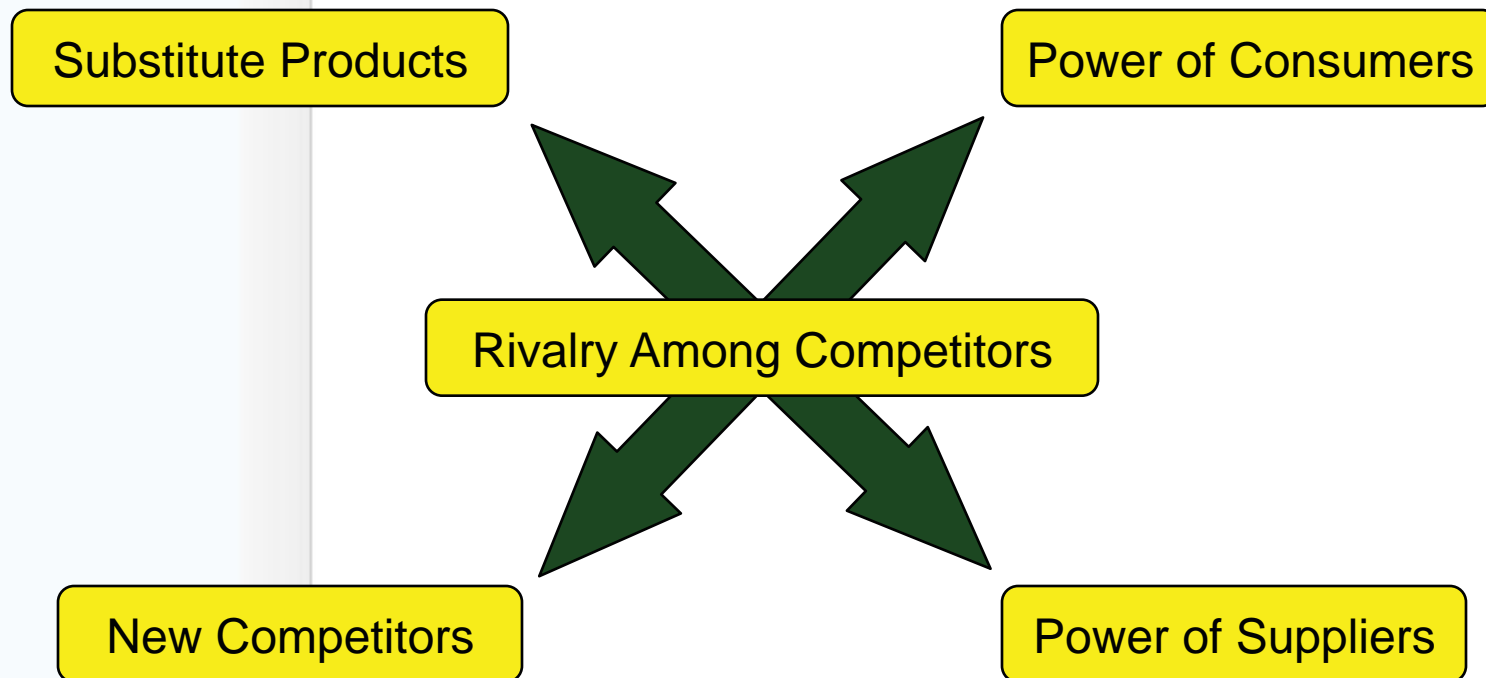 Substitute Products
Power of Consumers
Rivalry Among Competitors
New Competitors
Power of Suppliers